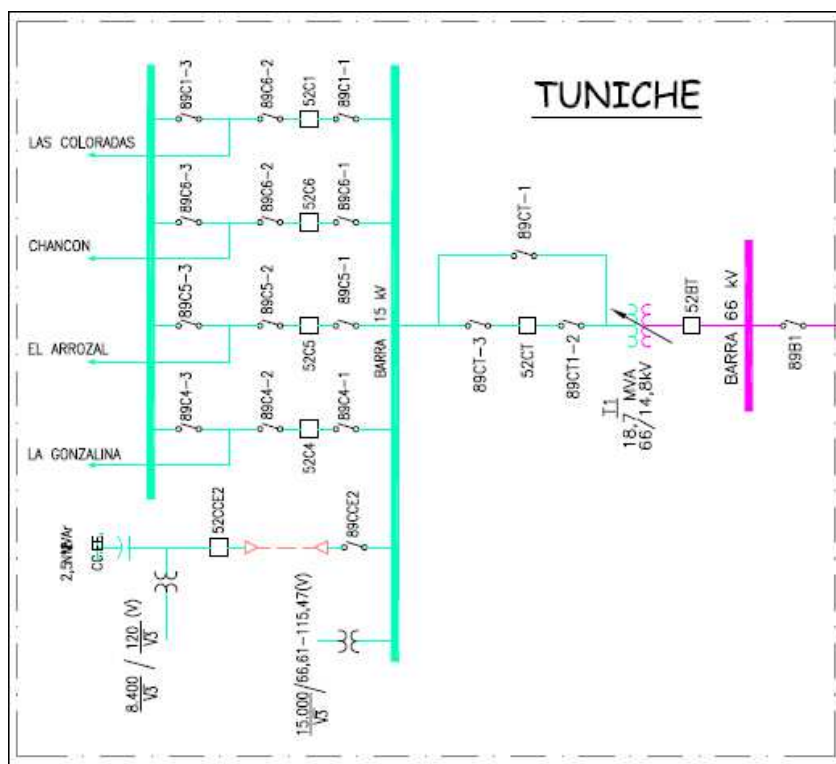 TUNICHE
89C1-3
89C6-2
52C1
89C1-1
LAS COLORADAS
89C6-3
89C6-2
52C6
89C6-1
CHANCON
89C5-3
89C5-2
52C5
89C5-1
EL ARROZAL
89C4-3
89C4-2
52C4
89C4-1
LA GONZALINA
BARRA 15 kV
89CT-1
89CT-3
52CT
89CT1-2
T1
18,7 MVA
66/14,8kV
52BT
BARRA 66 kV
89B1
52CCE2
89CCE2
8.400 / 120 (V)
V3 V3
15.000/66,61-115,47(V)
V3